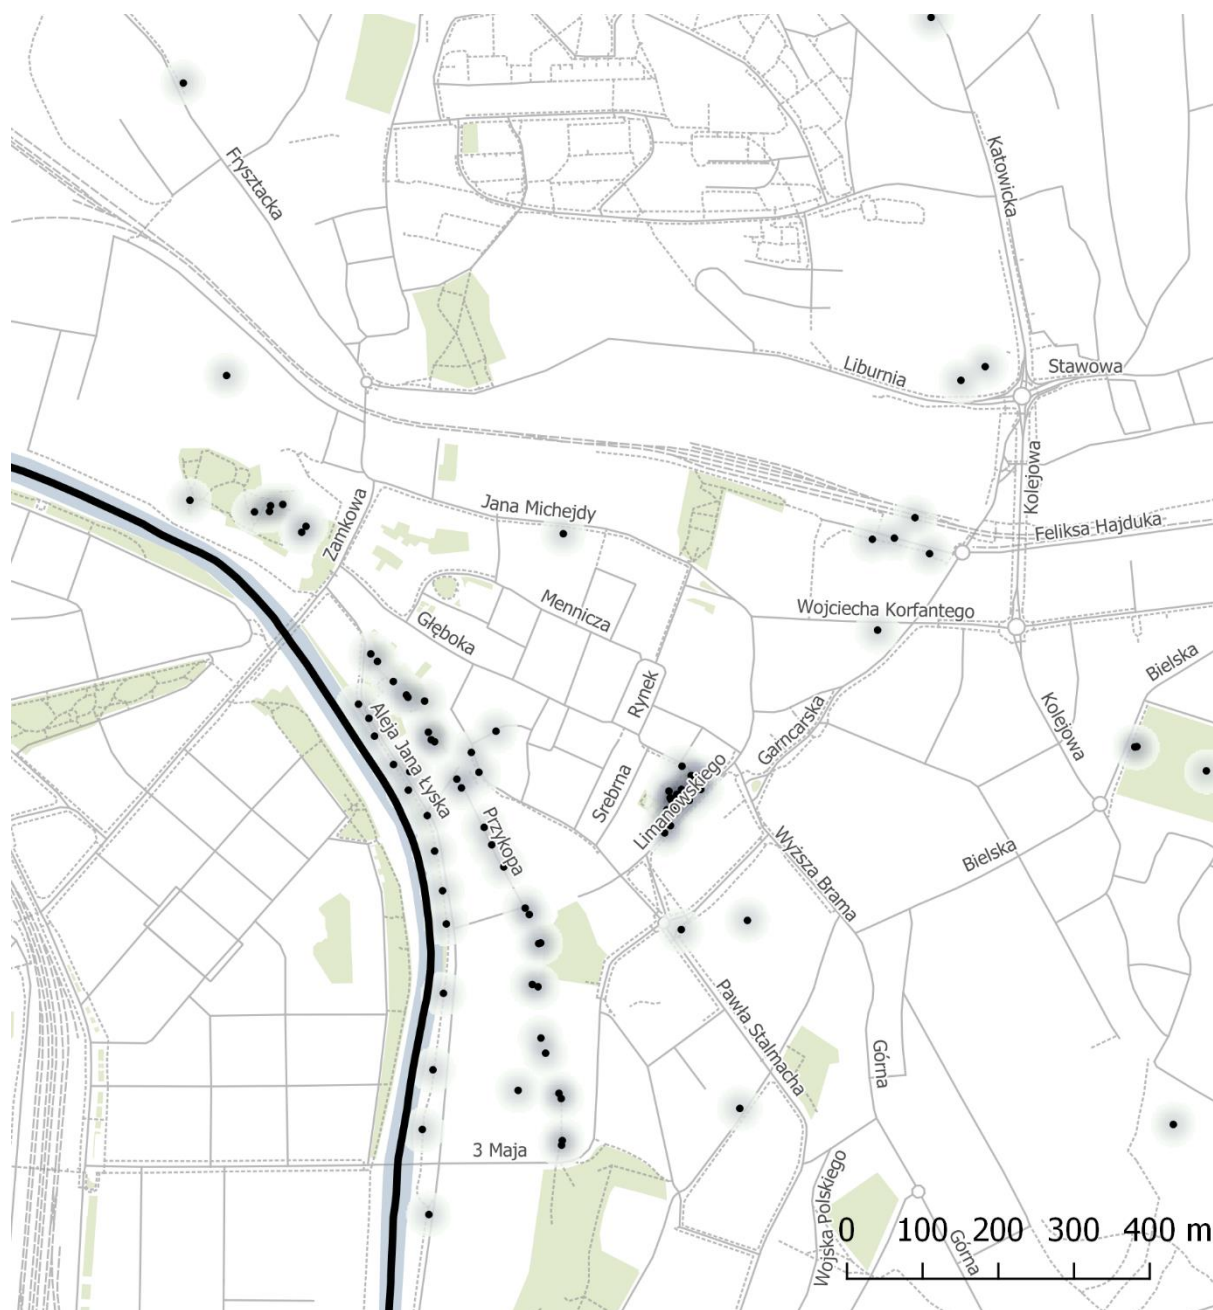 Frysztacka
Katowicka
Liburnia
Stawowa
Kolejowa
Zamkowa
Jana Michejdy
Feliksa Hajduka
Mennicza
Wojciecha Korfantego
Głęboka
Bielska
Rynek
Kolejowa
Garncarska
Aleja Jana Łyska
Limanowskiego
Srebrna
Przykopa
Bielska
Wyższa Brama
Pawła Stalmacha
Górna
3 Maja
Wojska Polskiego
Górna
0 100 200 300 400 m